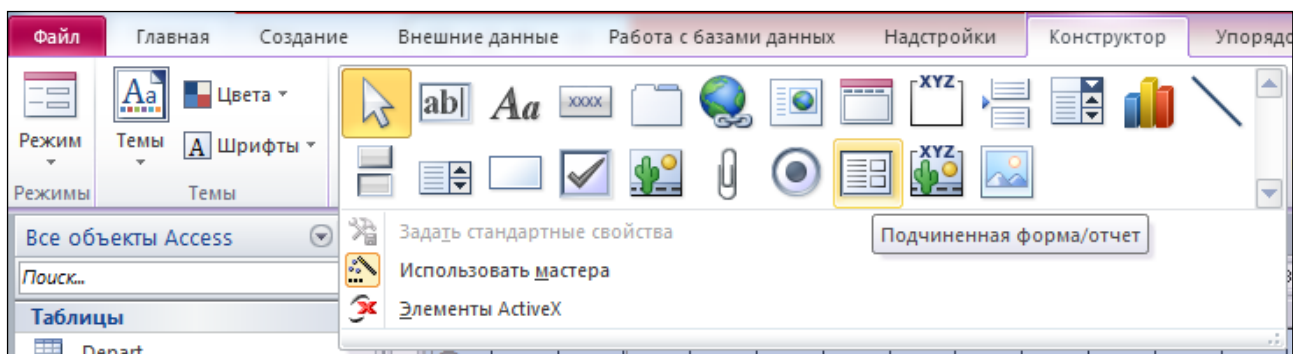 Файл Главная Создание Внешние данные Работа с базами данных Надстройки Конструктор Упорядо
Aa Цвета ab| Aa xxxx XYZ
Режим Темы A Шрифты
XYZ
Режимы Темы
Все объекты Access Задать стандартные свойства Подчиненная форма/отчет
Поиск... Использовать мастера
Таблицы Элементы ActiveX
Depart